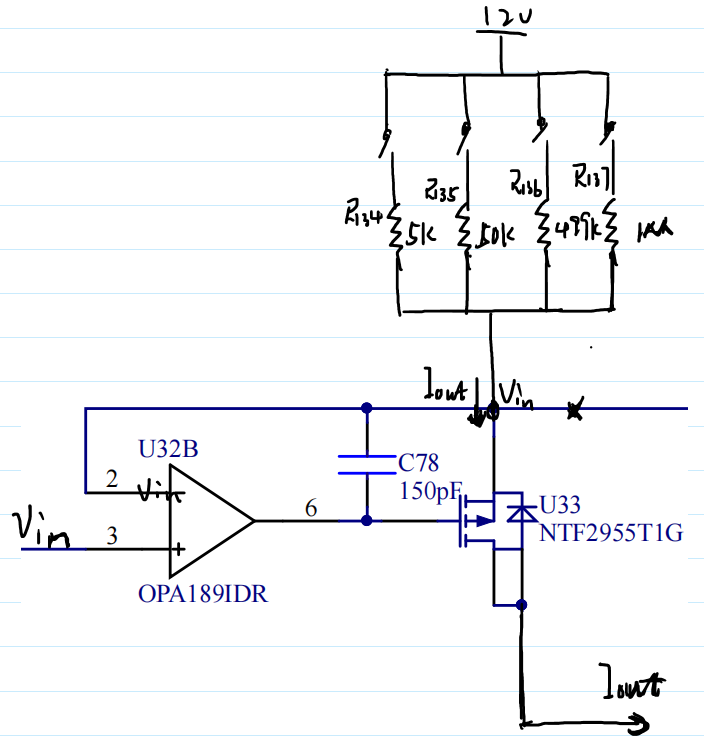 12V
R134
5K
R135
50K
R136
499K
R137
Iout
Vin
U32B
2
Vin
C78
150pF
6
Vin
3
U33
NTF2955T1G
OPA189IDR
Iout